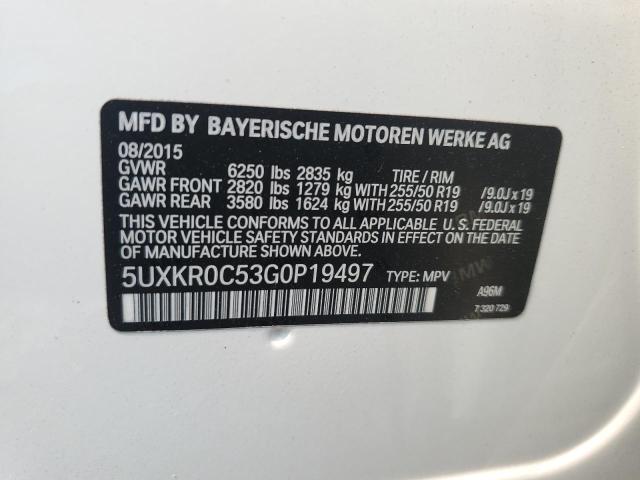 MFD BY BAYERISCHE MOTOREN WERKE AG
08/2015
GVWR 6250 lbs 2835 kg TIRE / RIM
GAWR FRONT 2820 lbs 1279 kg WITH 255/50 R19 /9.0J x 19
GAWR REAR 3580 lbs 1624 kg WITH 255/50 R19 /9.0J x 19
THIS VEHICLE CONFORMS TO ALL APPLICABLE U. S. FEDERAL
MOTOR VEHICLE SAFETY STANDARDS IN EFFECT ON THE
DATE OF MANUFACTURE SHOWN ABOVE.
5UXKR0C53G0P19497 TYPE: MPV
A96M
7 320 729